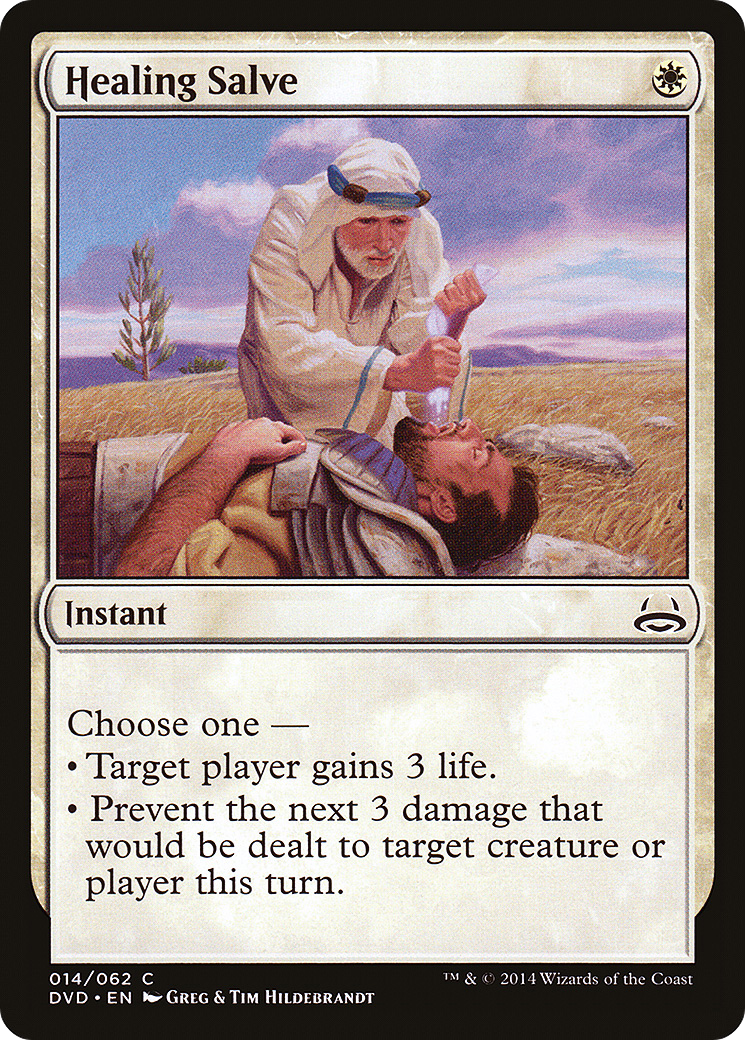 Healing Salve
Instant
Choose one —
• Target player gains 3 life.
• Prevent the next 3 damage that
would be dealt to target creature or
player this turn.
014/062 C
™ & © 2014 Wizards of the Coast
DVD • EN Greg & Tim Hildebrandt